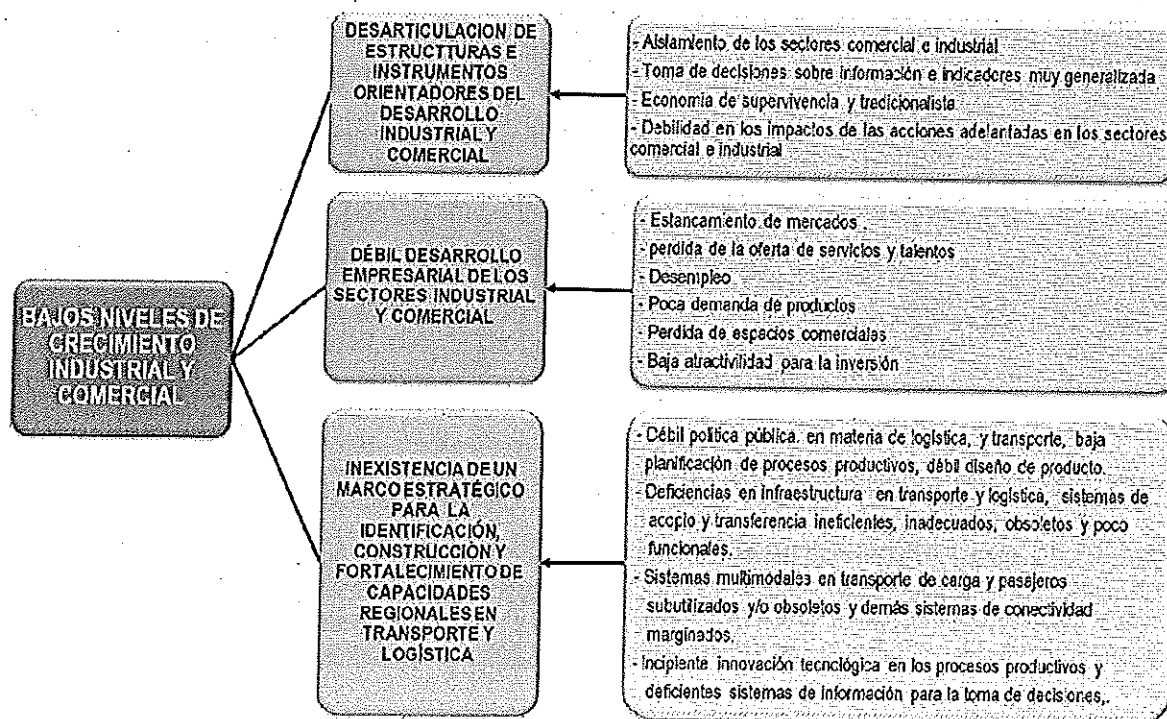 DESARTICULACION DE
ESTRUCTTURAS E
INSTRUMENTOS
ORIENTADORES DEL
DESARROLLO
INDUSTRIAL Y
COMERCIAL
- Aislamiento de los sectores comercial e industrial
- Toma de decisiones sobre información e indicadores muy generalizada
- Economía de supervivencia y tradicionalista
- Debilidad en los impactos de las acciones adelantadas en los sectores
comercial e industrial
BAJOS NIVELES DE
CRECIMIENTO
INDUSTRIAL Y
COMERCIAL
DÉBIL DESARROLLO
EMPRESARIAL DE LOS
SECTORES INDUSTRIAL
Y COMERCIAL
- Estancamiento de mercados .
- perdida de la oferta de servicios y talentos
- Desempleo
- Poca demanda de productos
- Perdida de espacios comerciales
- Baja atractividad para la inversión
INEXISTENCIA DE UN
MARCO ESTRATÉGICO
PARA LA
IDENTIFICACIÓN,
CONSTRUCCIÓN Y
FORTALECIMIENTO DE
CAPACIDADES
REGIONALES EN
TRANSPORTE Y
LOGÍSTICA
- Débil política pública. en materia de logística, y transporte, baja
planificación de procesos productivos, débil diseño de producto.
- Deficiencias en infraestructura en transporte y logística, sistemas de
acopio y transferencia ineficientes, inadecuados, obsoletos y poco
funcionales.
- Sistemas multimodales en transporte de carga y pasajeros
subutilizados y/o obsoletos y demás sistemas de conectividad
marginados.
- Incipiente innovación tecnológica en los procesos productivos y
deficientes sistemas de información para la toma de decisiones,.